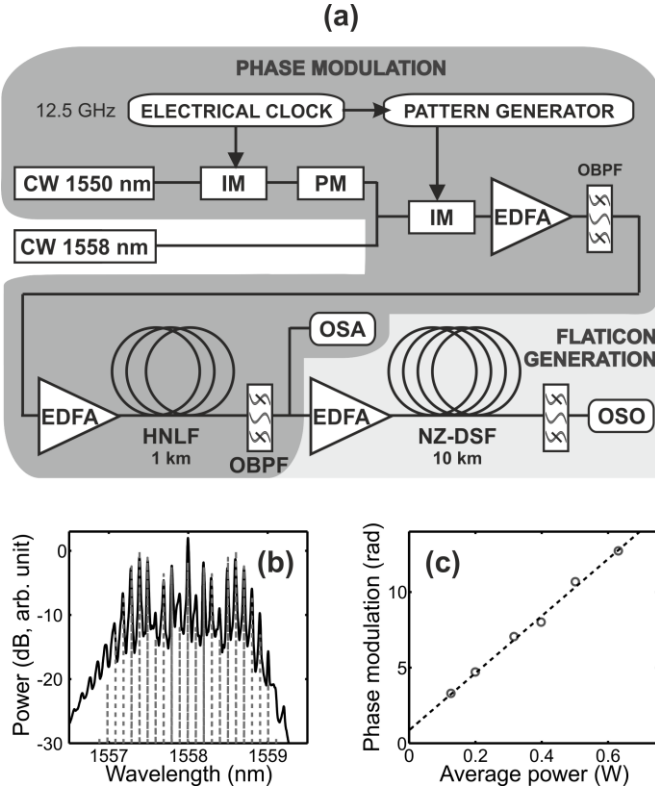 (a)
PHASE MODULATION
12.5 GHz
ELECTRICAL CLOCK
PATTERN GENERATOR
OBPF
CW 1550 nm
IM
PM
IM
EDFA
CW 1558 nm
OSA
FLATICON
GENERATION
EDFA
EDFA
OSO
HNLF
1 km
OBPF
NZ-DSF
10 km
(b)
Power (dB, arb. unit)
0
-10
-20
-30
1557
1558
1559
Wavelength (nm)
(c)
Phase modulation (rad)
10
5
0
0
0.2
0.4
0.6
Average power (W)